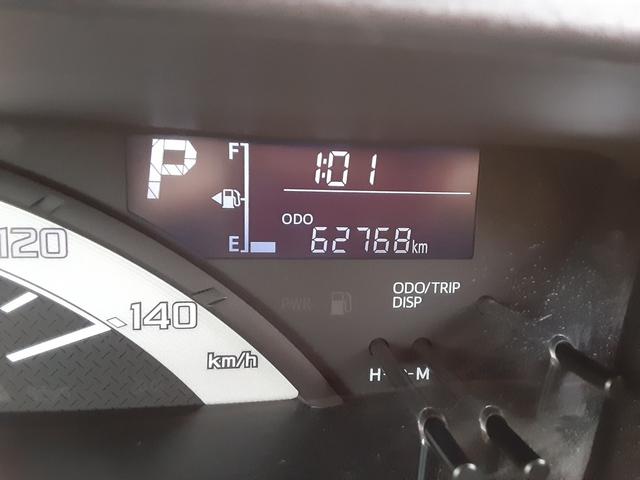 P
F
1:01
ODO
E
62768km
120
140
km/h
PWR
ODO/TRIP
DISP
H
M